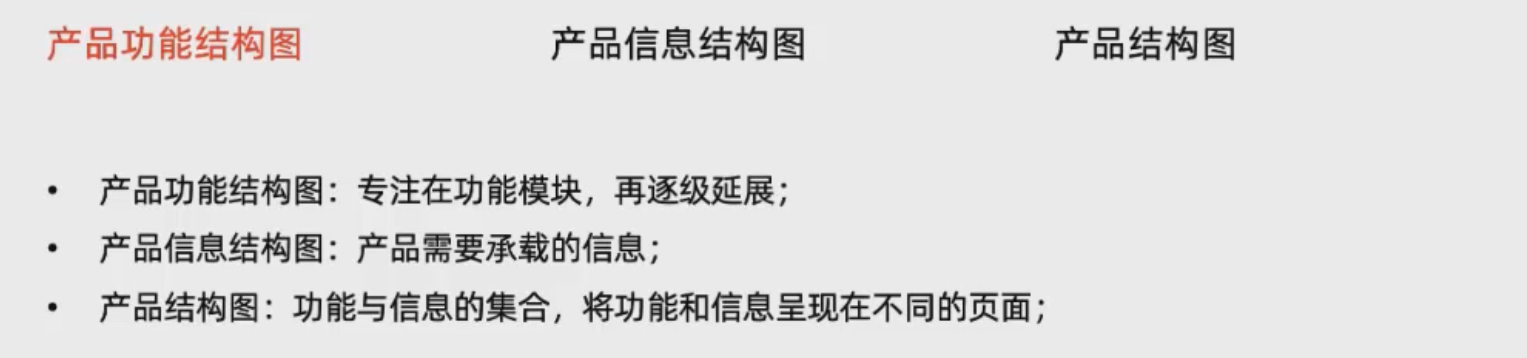 产品功能结构图 产品信息结构图 产品结构图
• 产品功能结构图：专注在功能模块，再逐级延展；
• 产品信息结构图：产品需要承载的信息；
• 产品结构图：功能与信息的集合，将功能和信息呈现在不同的页面；